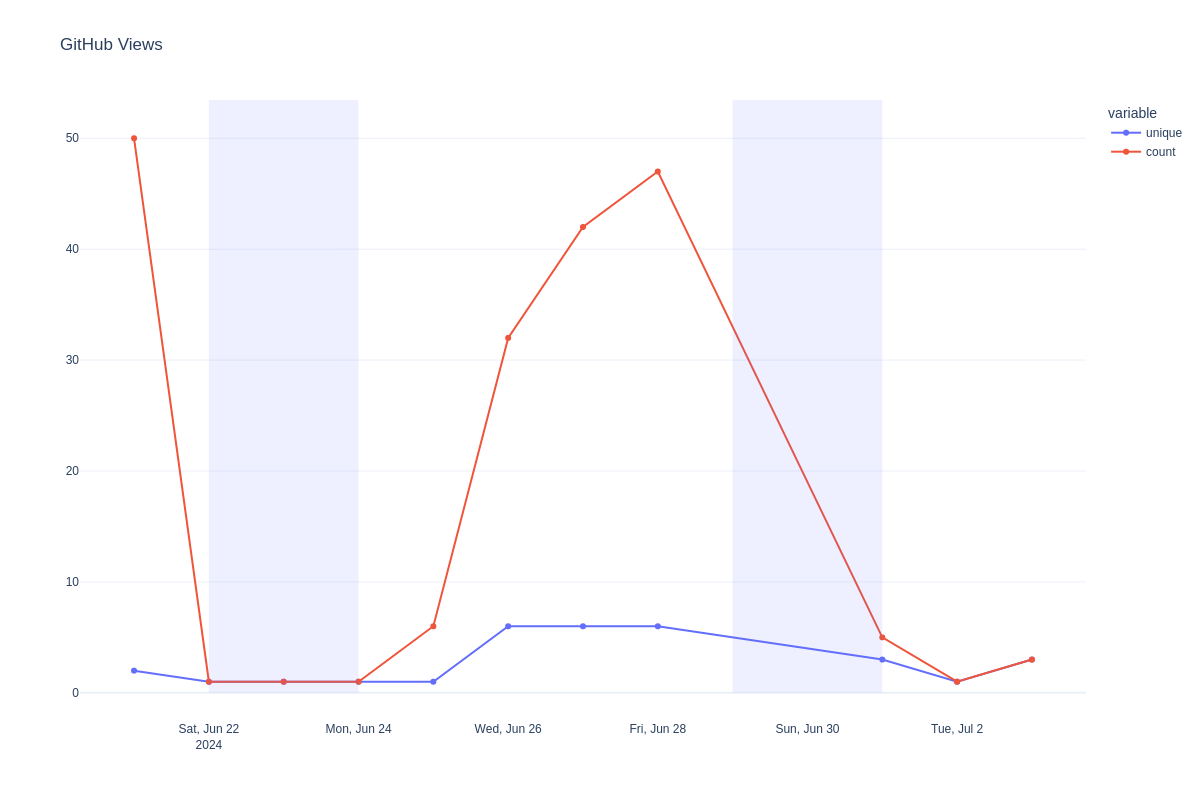 GitHub Views
variable
unique
count
50
40
30
20
10
0
Sat, Jun 22
2024
Mon, Jun 24
Wed, Jun 26
Fri, Jun 28
Sun, Jun 30
Tue, Jul 2